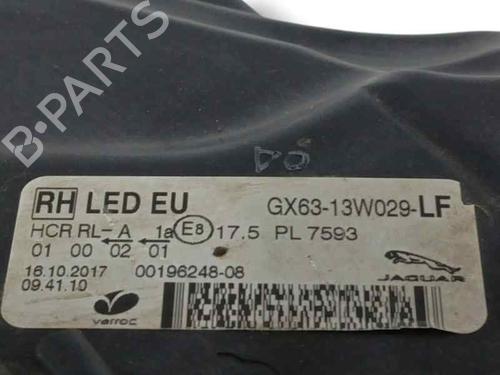 B-PARTS
RH LED EU GX63-13W029-LF
HCR RL-A 1a E8 17.5 PL 7593
01 00 02 01
16.10.2017 00196248-08
09.41.10
varroc JAGUAR